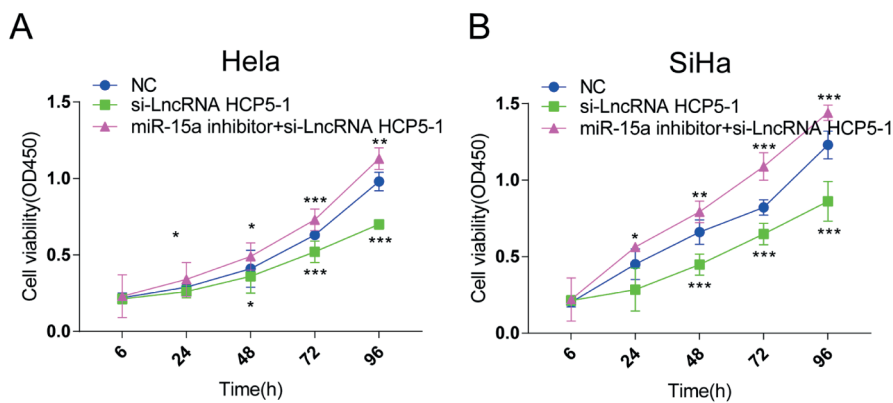 A
Hela
NC
si-LncRNA HCP5-1
miR-15a inhibitor+si-LncRNA HCP5-1
Cell viability(OD450)
1.5
1.0
0.5
0.0
*
*
***
**
*
***
***
6
24
48
72
96
Time(h)
B
SiHa
NC
si-LncRNA HCP5-1
miR-15a inhibitor+si-LncRNA HCP5-1
Cell viability(OD450)
1.5
1.0
0.5
0.0
*
**
***
***
***
***
***
6
24
48
72
96
Time(h)